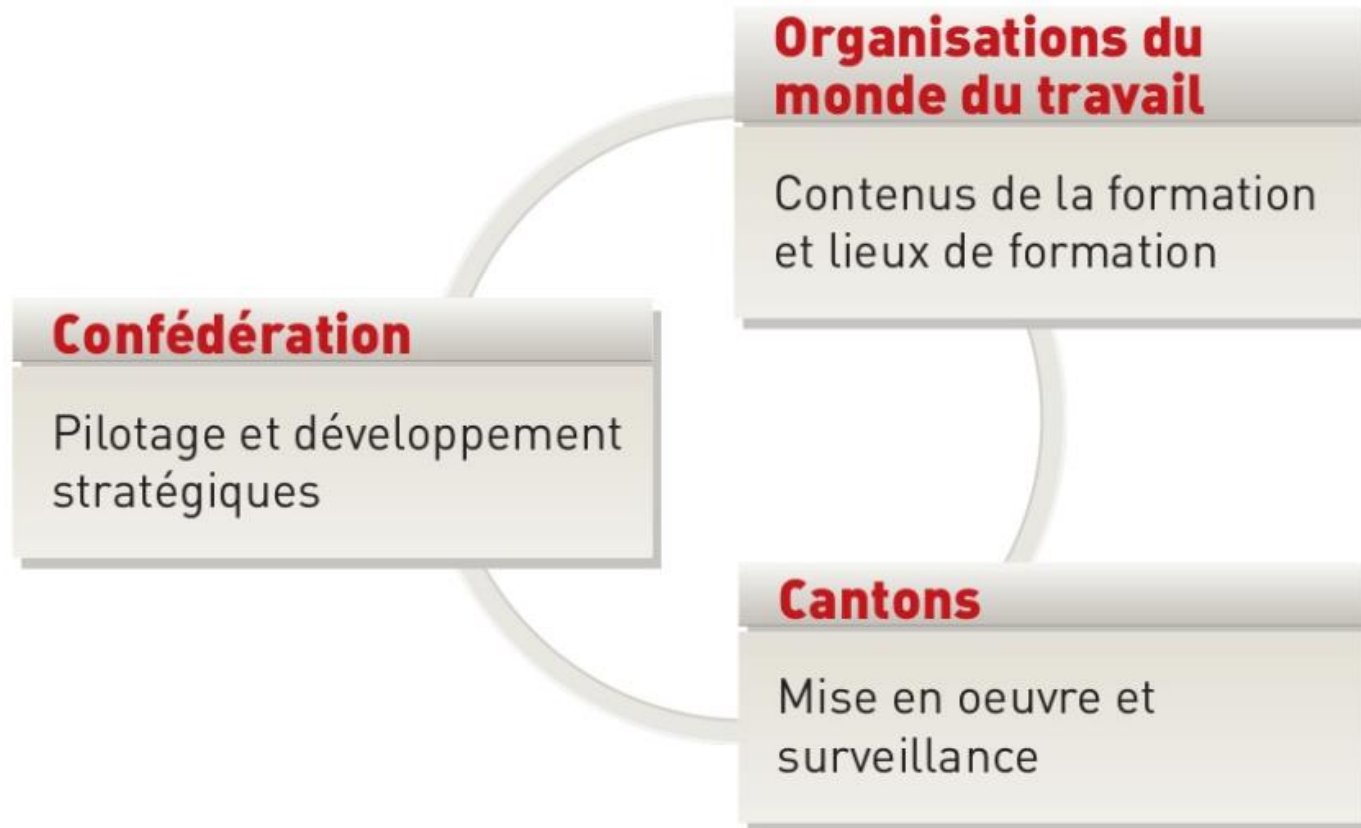 Organisations du
monde du travail
Contenus de la formation
et lieux de formation
Confédération
Pilotage et développement
stratégiques
Cantons
Mise en oeuvre et
surveillance